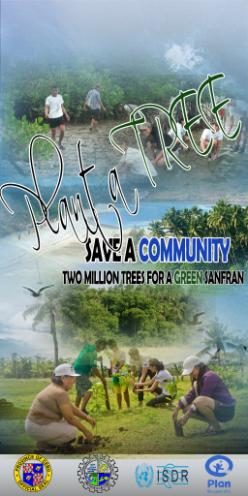 Plant a
TREE
SAVE A COMMUNITY
TWO MILLION TREES FOR A GREEN SANFRAN
ISDR
Plan